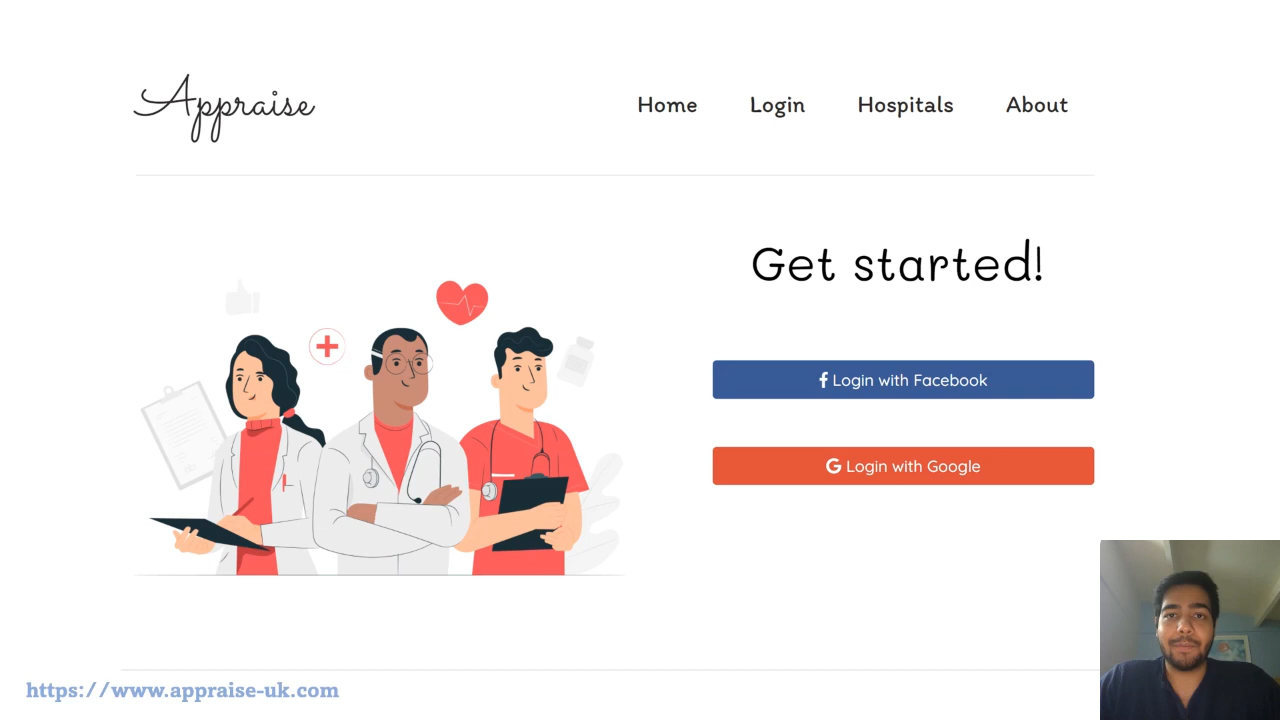 Appraise
Home Login Hospitals About
Get started!
f Login with Facebook
G Login with Google
https://www.appraise-uk.com